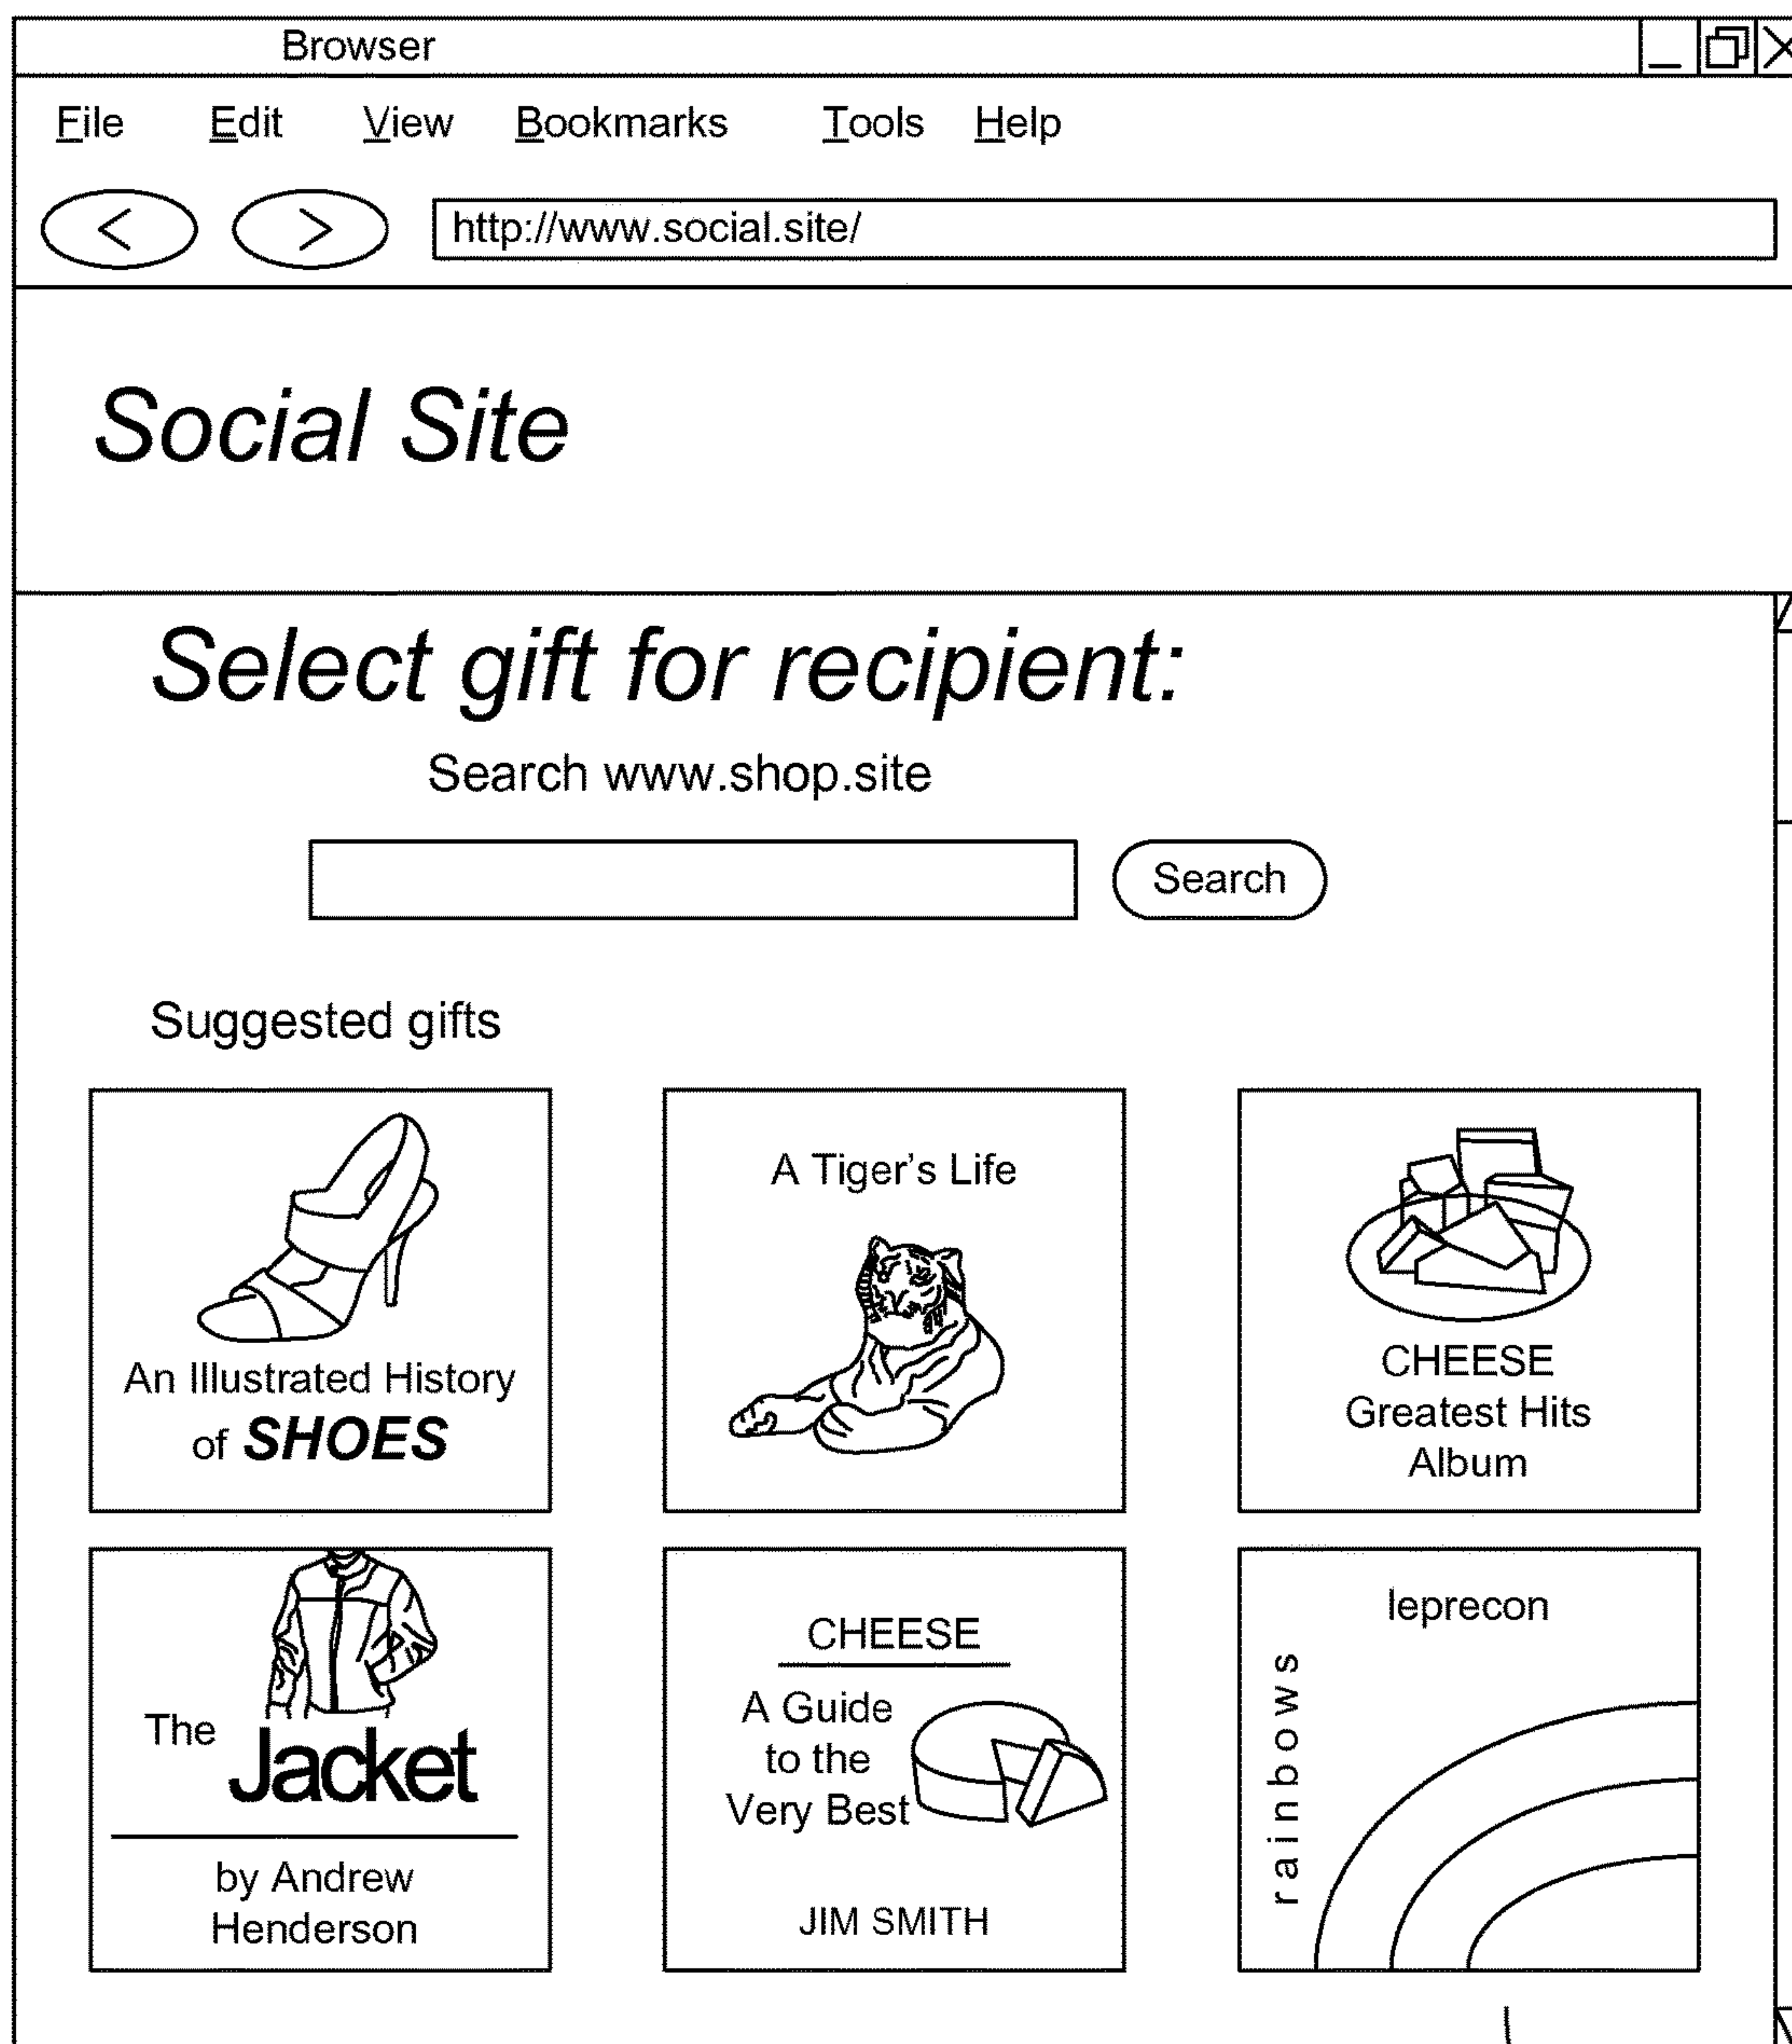 Browser
File Edit View Bookmarks Tools Help
http://www.social.site/
Social Site
Select gift for recipient:
Search www.shop.site
Search
Suggested gifts
An Illustrated History
of SHOES
A Tiger's Life
CHEESE
Greatest Hits
Album
The
Jacket
by Andrew
Henderson
CHEESE
A Guide
to the
Very Best
JIM SMITH
leprecon
rainbows